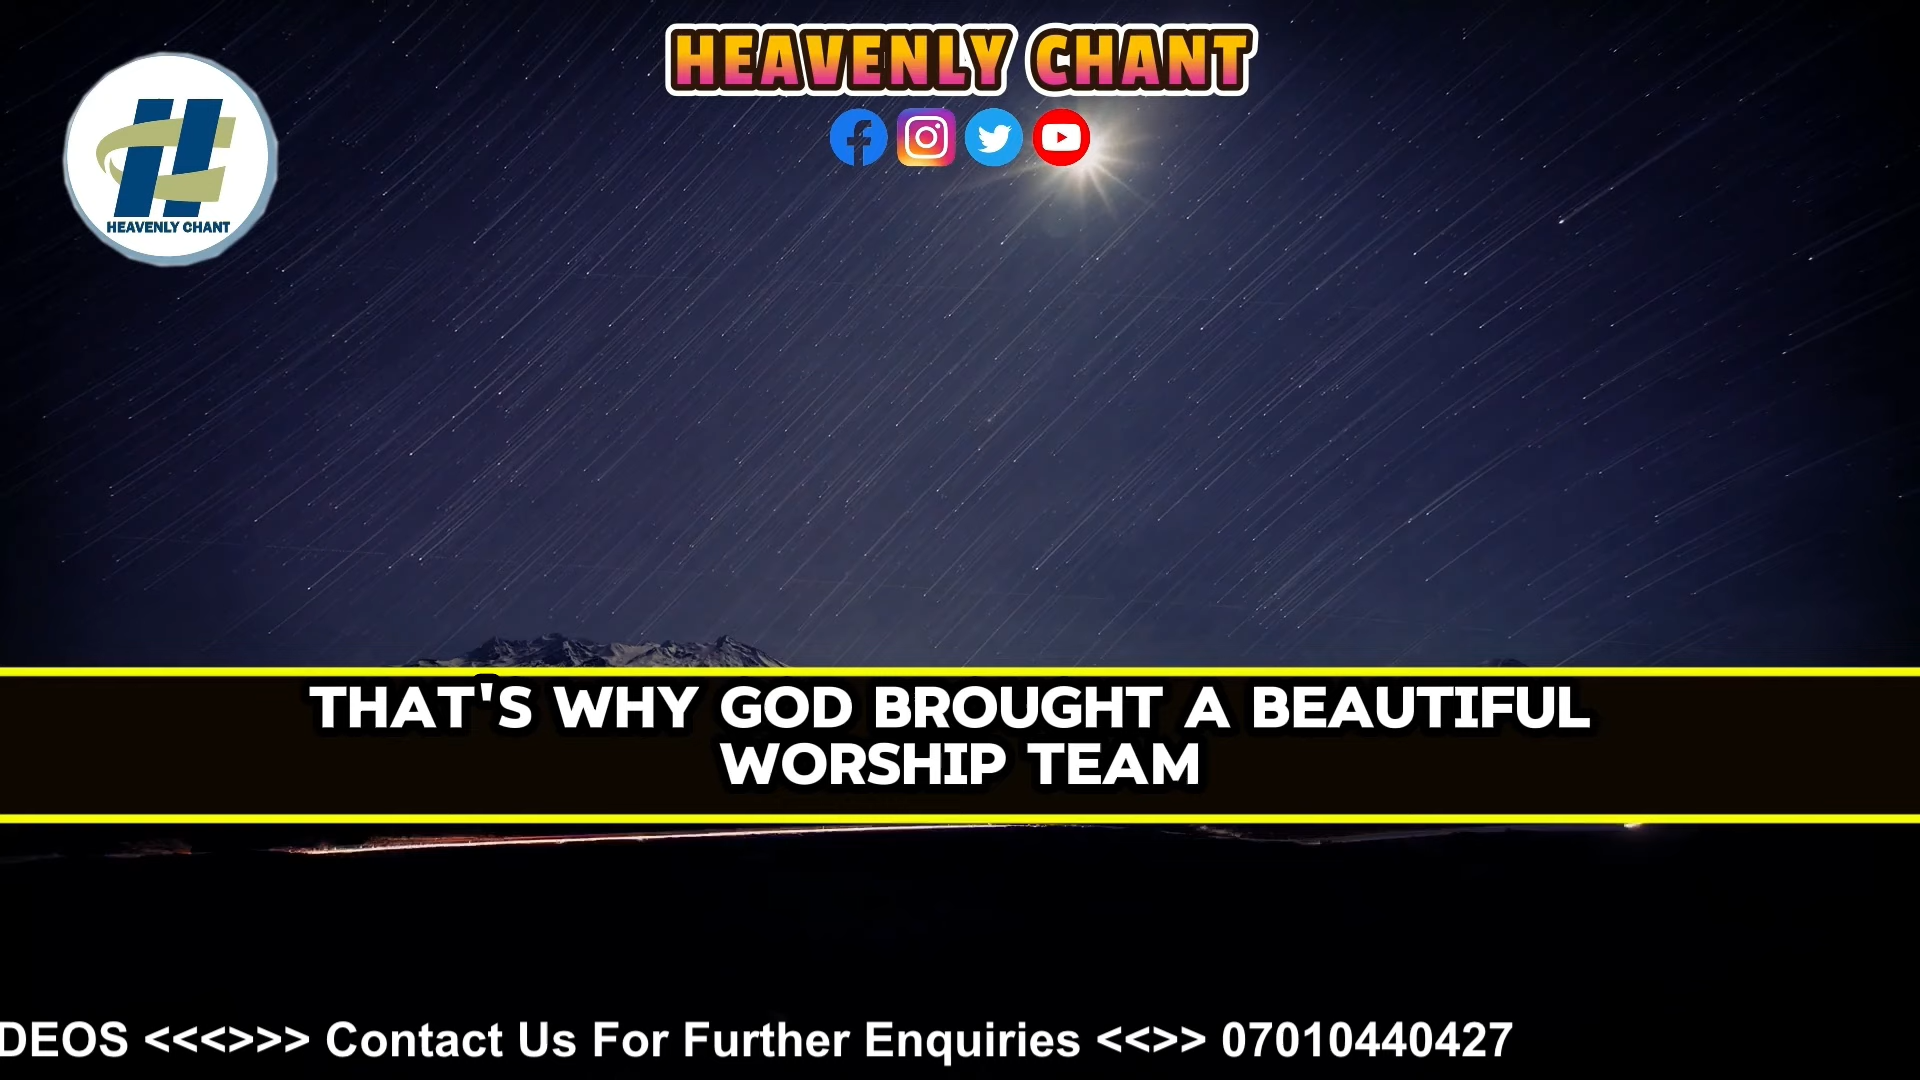 HEAVENLY CHANT
HEAVENLY CHANT
THAT'S WHY GOD BROUGHT A BEAUTIFUL
WORSHIP TEAM
DEOS <<<>>> Contact Us For Further Enquiries <<>> 07010440427